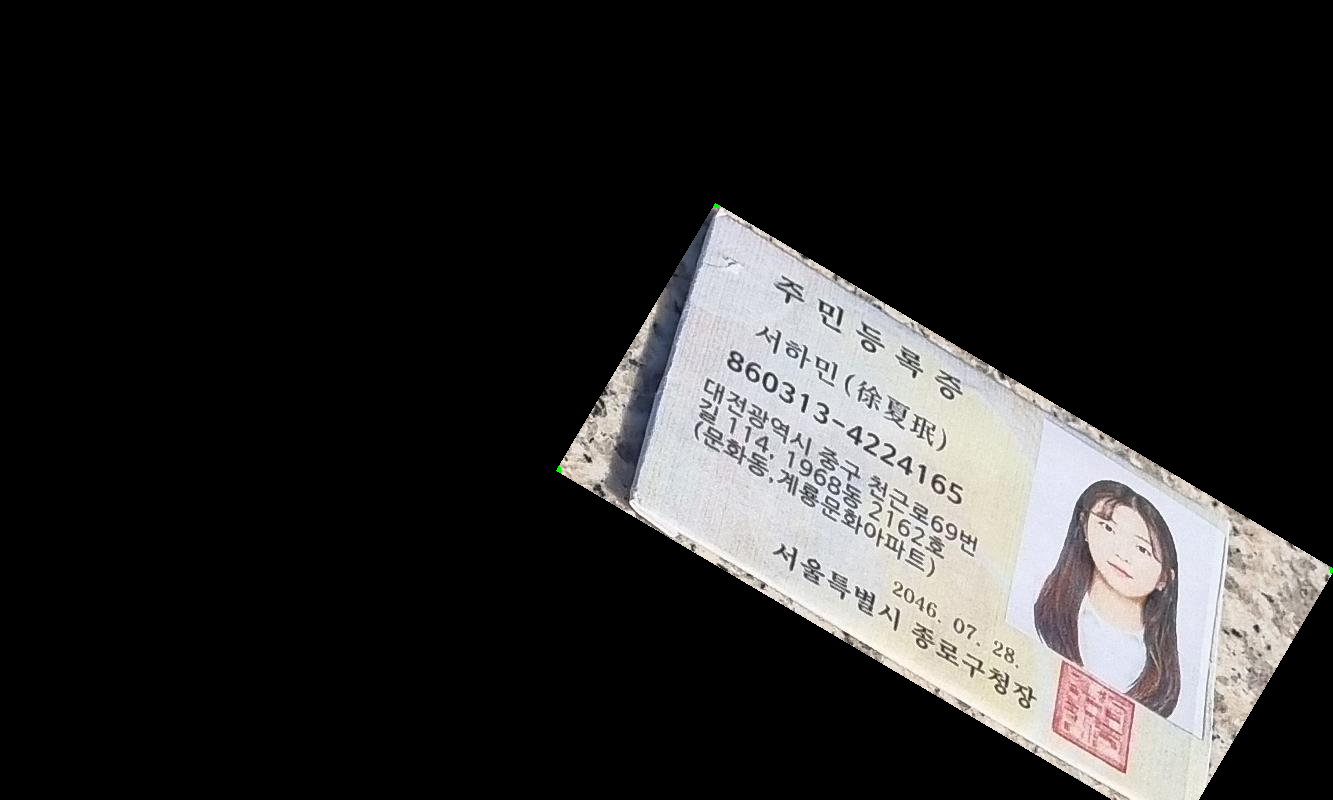 주민등록증
서하민(徐夏珉)
860313-4224165
대전광역시 중구 천근로69번
길 114, 1968동 2162호
(문화동,계룡문화아파트)
2046. 07. 28.
서울특별시 종로구청장